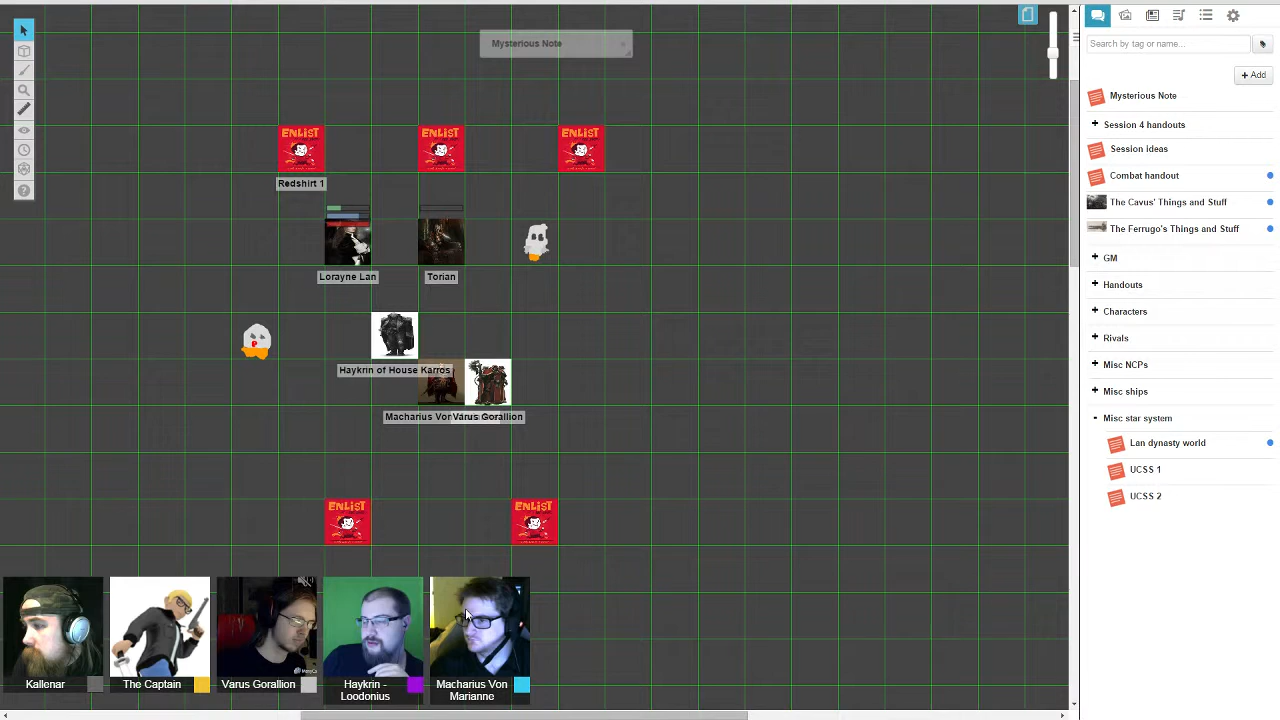 Mysterious Note
Search by tag or name...
+ Add
Mysterious Note
+ Session 4 handouts
Session ideas
Combat handout
The Cavus' Things and Stuff
The Ferrugo's Things and Stuff
+ GM
+ Handouts
+ Characters
+ Rivals
+ Misc NCPs
+ Misc ships
- Misc star system
Lan dynasty world
UCSS 1
UCSS 2
ENLIST
ENLIST
ENLIST
Redshirt 1
Lorayne Lan
Torian
Haykrin of House Karros
Macharius Vor
Varus Gorallion
ENLIST
ENLIST
Kallenar
The Captain
Varus Gorallion
Haykrin -
Loodonius
Macharius Von
Marianne